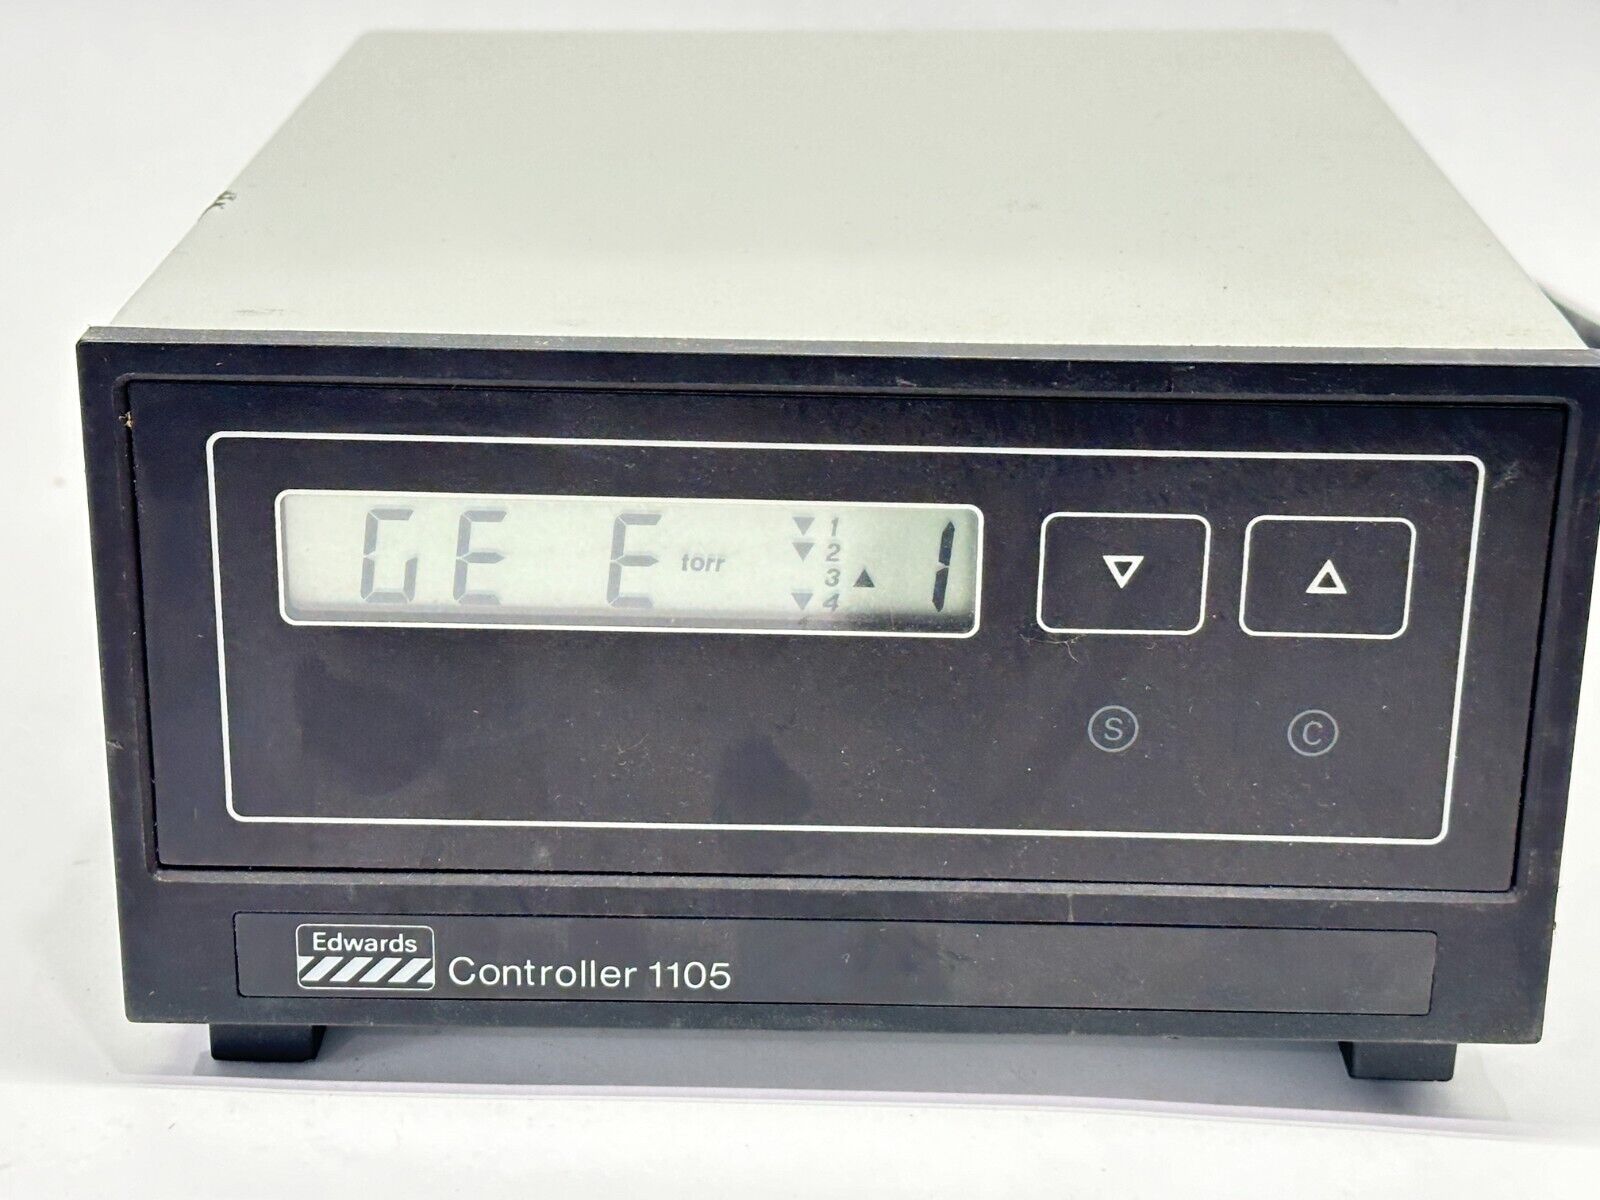 GE E torr 1
1
2
3
4
S C
Edwards
Controller 1105